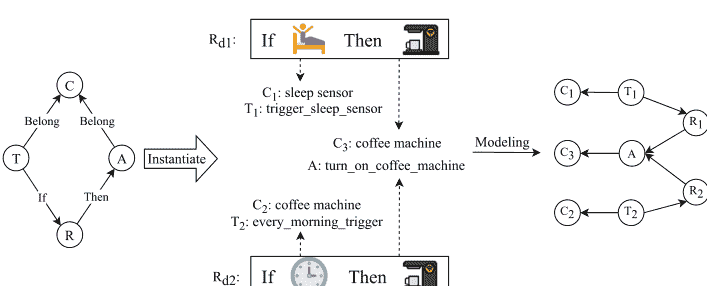 R_d1: If Then
C_1: sleep sensor
T_1: trigger_sleep_sensor
C
Belong Belong
T A
If Then
R
Instantiate
C_3: coffee machine
A: turn_on_coffee_machine
C_2: coffee machine
T_2: every_morning_trigger
R_d2: If Then
Modeling
C_1 T_1
R_1
C_3 A
R_2
C_2 T_2